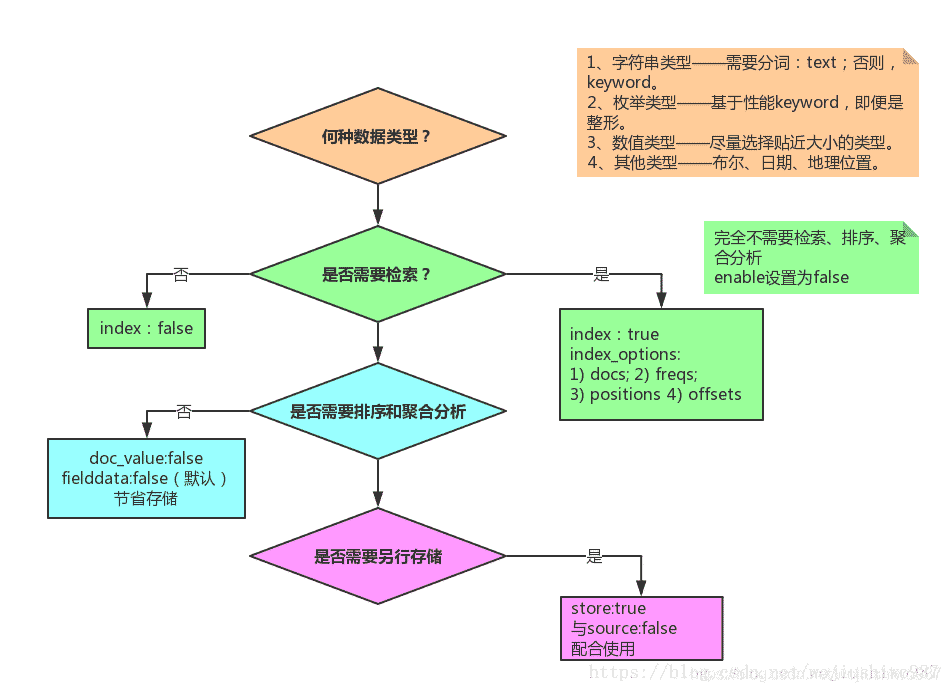 1、字符串类型——需要分词：text；否则，
keyword。
2、枚举类型——基于性能keyword，即便是
整形。
3、数值类型——尽量选择贴近大小的类型。
4、其他类型——布尔、日期、地理位置。
何种数据类型？
完全不需要检索、排序、聚
合分析
enable设置为false
是否需要检索？
否
是
index：false
index：true
index_options:
1) docs; 2) freqs;
3) positions 4) offsets
是否需要排序和聚合分析
否
doc_value:false
fielddata:false（默认）
节省存储
是否需要另行存储
是
store:true
与source:false
配合使用
https://blog.csdn.net/wojiushiwo987